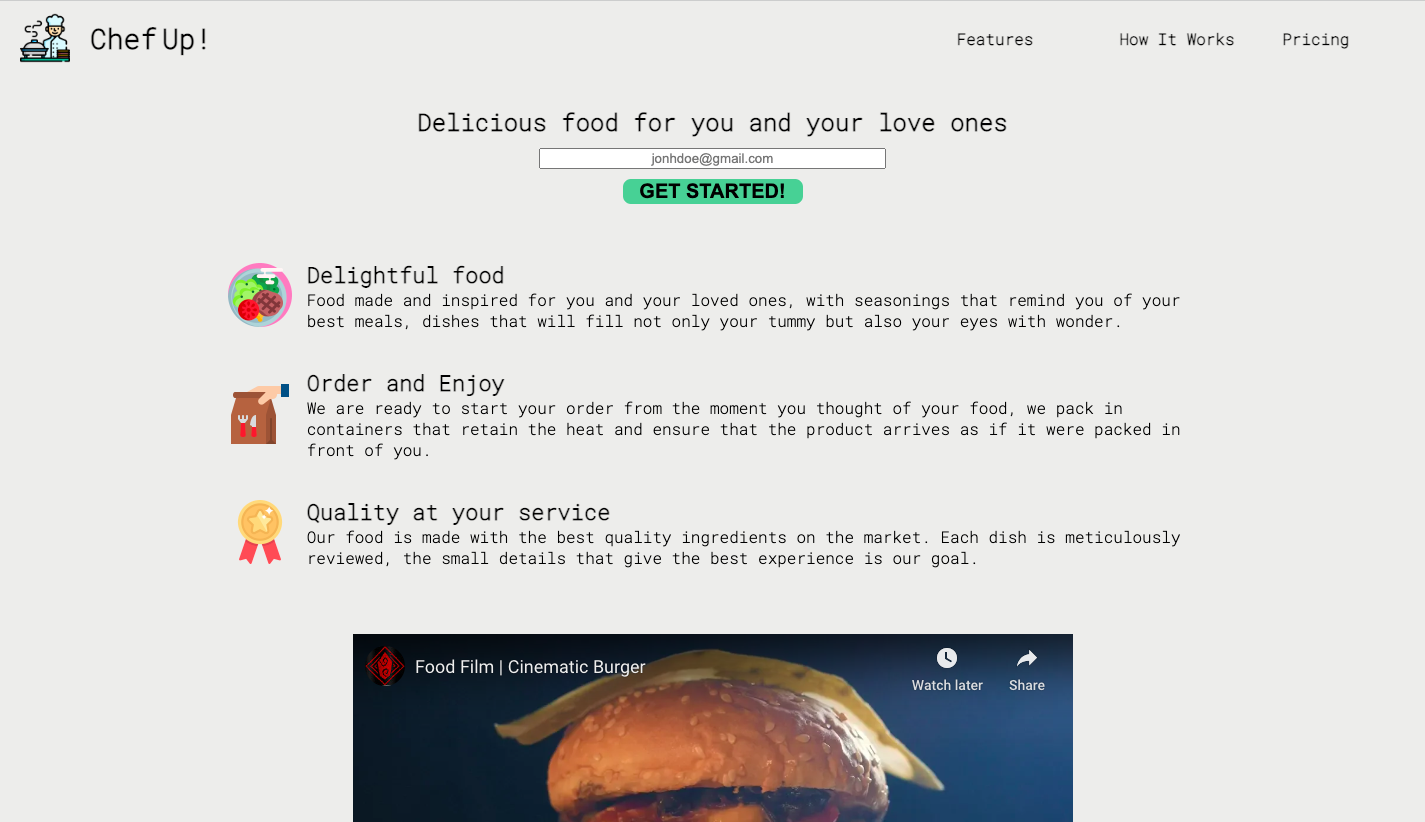 Chef Up!
Features
How It Works
Pricing
Delicious food for you and your love ones
jonhdoe@gmail.com
GET STARTED!
Delightful food
Food made and inspired for you and your loved ones, with seasonings that remind you of your
best meals, dishes that will fill not only your tummy but also your eyes with wonder.
Order and Enjoy
We are ready to start your order from the moment you thought of your food, we pack in
containers that retain the heat and ensure that the product arrives as if it were packed in
front of you.
Quality at your service
Our food is made with the best quality ingredients on the market. Each dish is meticulously
reviewed, the small details that give the best experience is our goal.
Food Film | Cinematic Burger
Watch later
Share